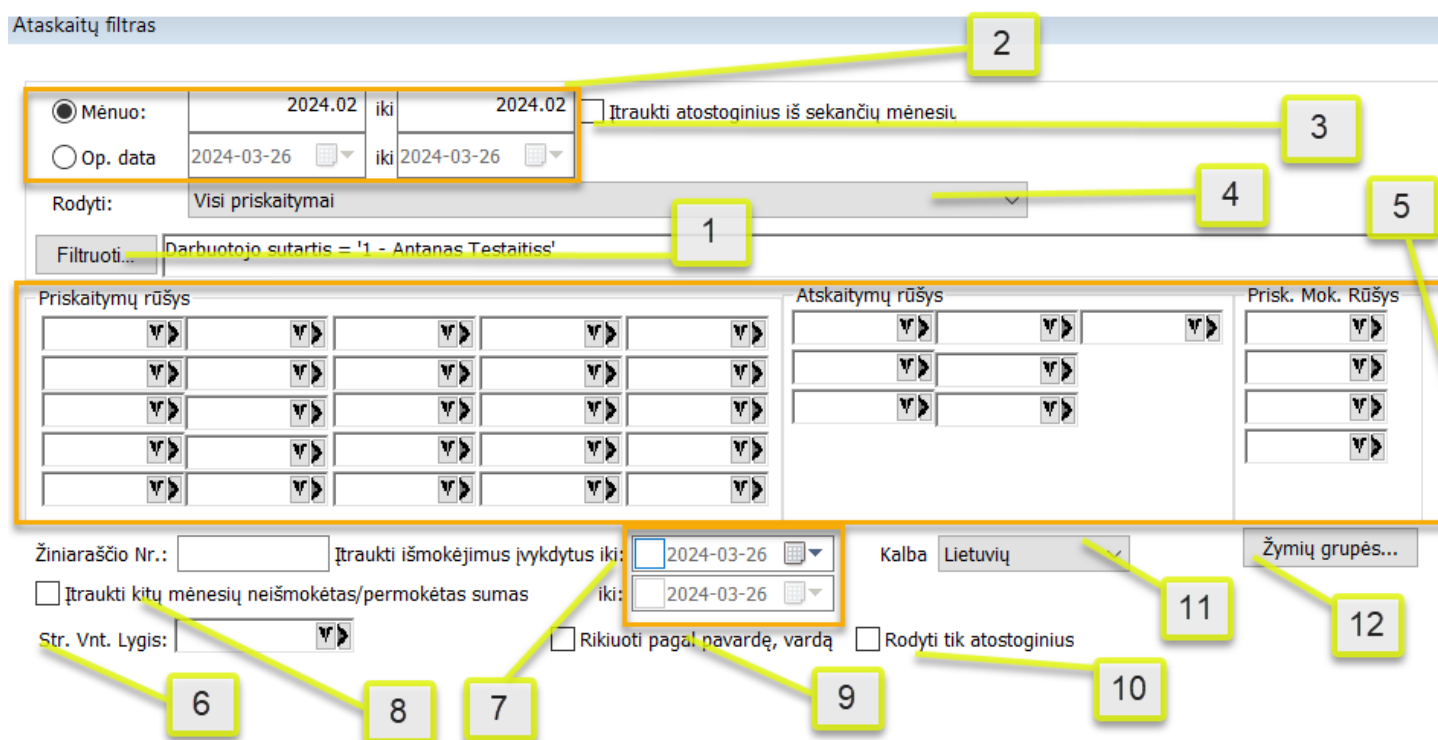 Ataskaitų filtras
2
Mėnuo: 2024.02 iki 2024.02 Įtraukti atostoginius iš sekančių mėnesių
3
Op. data 2024-03-26 iki 2024-03-26
Rodyti: Visi priskaitymai
4
5
1
Filtruoti... Darbuotojo sutartis = '1 - Antanas Testaitiss'
Priskaitymų rūšys Atskaitymų rūšys Prisk. Mok. Rūšys
Žiniaraščio Nr.: Įtraukti išmokėjimus įvykdytus iki: 2024-03-26 Kalba Lietuvių Žymių grupės...
Įtraukti kitų mėnesių neišmokėtas/permokėtas sumas iki: 2024-03-26
11
12
Str. Vnt. Lygis: Rikiuoti pagal pavardę, vardą Rodyti tik atostoginius
6
8
7
9
10